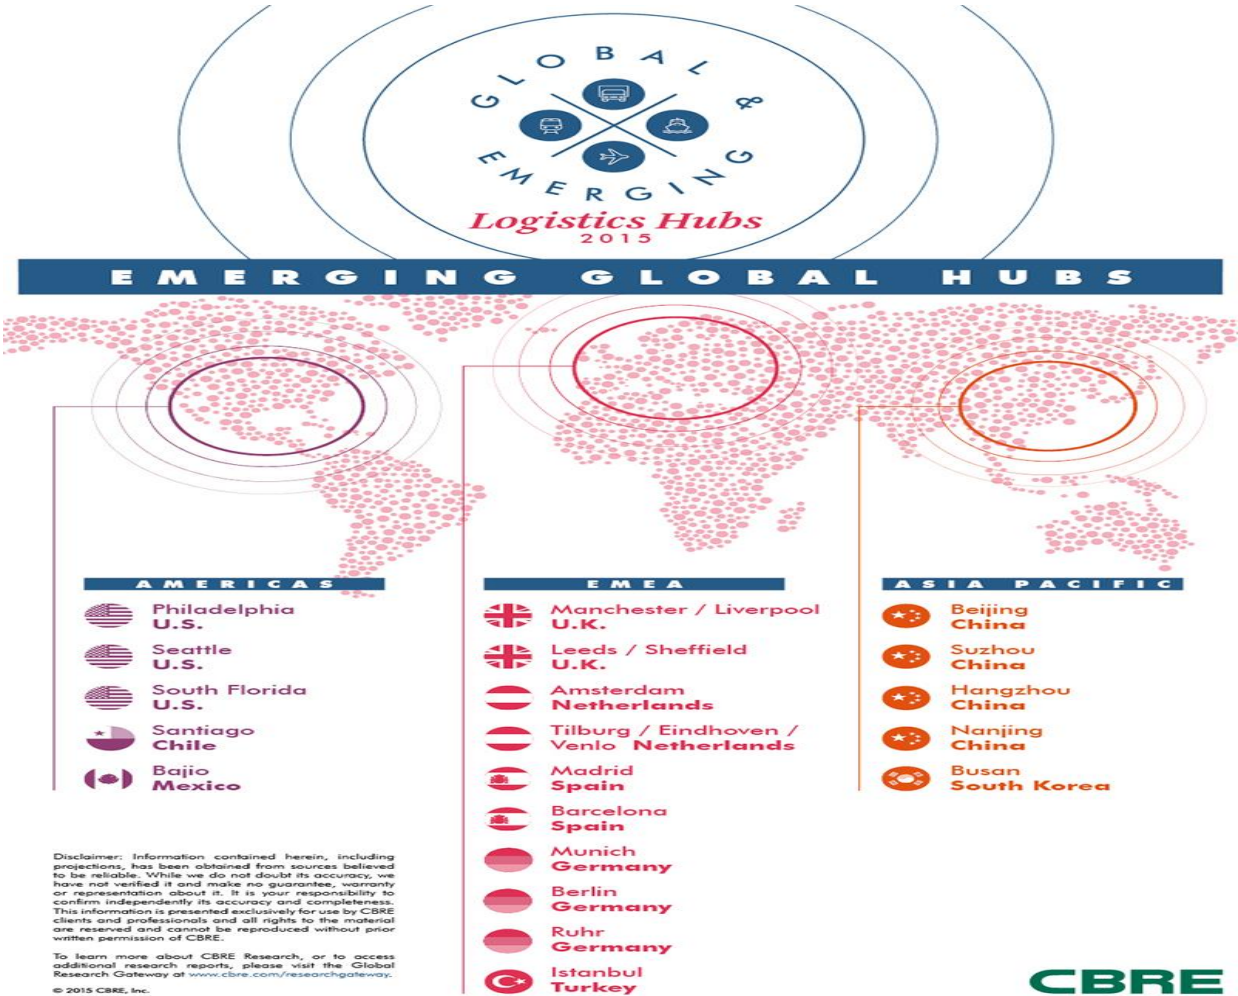 GLOBAL &
EMERGING
Logistics Hubs
2015
EMERGING GLOBAL HUBS
AMERICAS
Philadelphia
U.S.
Seattle
U.S.
South Florida
U.S.
Santiago
Chile
Bajio
Mexico
EMEA
Manchester / Liverpool
U.K.
Leeds / Sheffield
U.K.
Amsterdam
Netherlands
Tilburg / Eindhoven /
Venlo Netherlands
Madrid
Spain
Barcelona
Spain
Munich
Germany
Berlin
Germany
Ruhr
Germany
Istanbul
Turkey
ASIA PACIFIC
Beijing
China
Suzhou
China
Hangzhou
China
Nanjing
China
Busan
South Korea
Disclaimer: Information contained herein, including
projections, has been obtained from sources believed
to be reliable. While we do not doubt its accuracy, we
have not verified it and make no guarantee, warranty
or representation about it. It is your responsibility to
confirm independently its accuracy and completeness.
This information is presented exclusively for use by CBRE
clients and professionals and all rights to the material
are reserved and cannot be reproduced without prior
written permission of CBRE.
To learn more about CBRE Research, or to access
additional research reports, please visit the Global
Research Gateway at www.cbre.com/researchgateway.
© 2015 CBRE, Inc.
CBRE